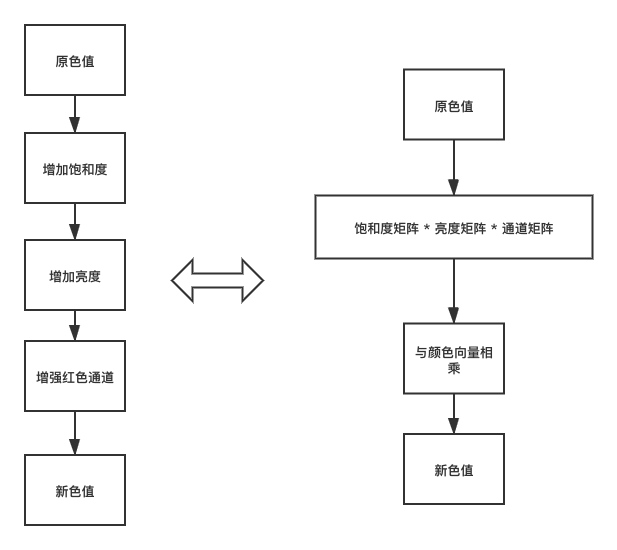 原色值
增加饱和度
增加亮度
增强红色通道
新色值
原色值
饱和度矩阵 * 亮度矩阵 * 通道矩阵
与颜色向量相
乘
新色值